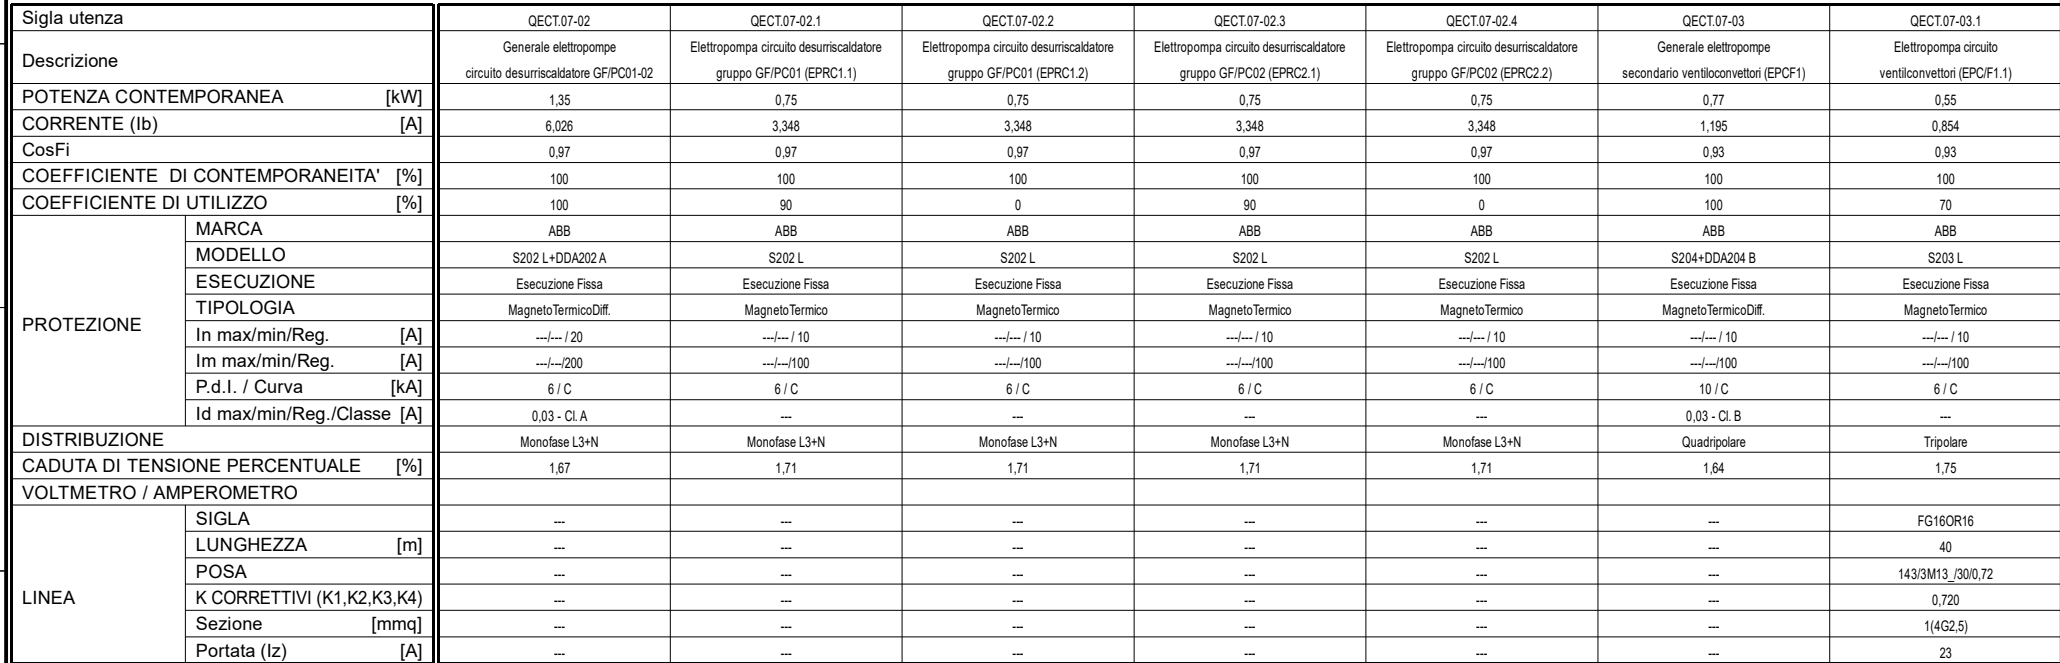 Sigla utenza QECT.07-02 QECT.07-02.1 QECT.07-02.2 QECT.07-02.3 QECT.07-02.4 QECT.07-03 QECT.07-03.1
Descrizione Generale elettropompe circuito desurriscaldatore GF/PC01-02 Elettropompa circuito desurriscaldatore gruppo GF/PC01 (EPRC1.1) Elettropompa circuito desurriscaldatore gruppo GF/PC01 (EPRC1.2) Elettropompa circuito desurriscaldatore gruppo GF/PC02 (EPRC2.1) Elettropompa circuito desurriscaldatore gruppo GF/PC02 (EPRC2.2) Generale elettropompe secondario ventiloconvettori (EPCF1) Elettropompa circuito ventilconvettori (EPC/F1.1)
POTENZA CONTEMPORANEA [kW] 1,35 0,75 0,75 0,75 0,75 0,77 0,55
CORRENTE (Ib) [A] 6,026 3,348 3,348 3,348 3,348 1,195 0,854
CosFi 0,97 0,97 0,97 0,97 0,97 0,93 0,93
COEFFICIENTE DI CONTEMPORANEITA' [%] 100 100 100 100 100 100 100
COEFFICIENTE DI UTILIZZO [%] 100 90 0 90 0 100 70
PROTEZIONE
MARCA ABB ABB ABB ABB ABB ABB ABB
MODELLO S202 L+DDA202 A S202 L S202 L S202 L S202 L S204+DDA204 B S203 L
ESECUZIONE Esecuzione Fissa Esecuzione Fissa Esecuzione Fissa Esecuzione Fissa Esecuzione Fissa Esecuzione Fissa Esecuzione Fissa
TIPOLOGIA MagnetoTermicoDiff. MagnetoTermico MagnetoTermico MagnetoTermico MagnetoTermico MagnetoTermicoDiff. MagnetoTermico
In max/min/Reg. [A] ---/--- / 20 ---/--- / 10 ---/--- / 10 ---/--- / 10 ---/--- / 10 ---/--- / 10 ---/--- / 10
Im max/min/Reg. [A] ---/---/200 ---/---/100 ---/---/100 ---/---/100 ---/---/100 ---/---/100 ---/---/100
P.d.I. / Curva [kA] 6 / C 6 / C 6 / C 6 / C 6 / C 10 / C 6 / C
Id max/min/Reg./Classe [A] 0,03 - Cl. A --- --- --- --- 0,03 - Cl. B ---
DISTRIBUZIONE Monofase L3+N Monofase L3+N Monofase L3+N Monofase L3+N Monofase L3+N Quadripolare Tripolare
CADUTA DI TENSIONE PERCENTUALE [%] 1,67 1,71 1,71 1,71 1,71 1,64 1,75
VOLTMETRO / AMPEROMETRO
LINEA
SIGLA --- --- --- --- --- --- FG16OR16
LUNGHEZZA [m] --- --- --- --- --- --- 40
POSA --- --- --- --- --- --- 143/3M13_/30/0,72
K CORRETTIVI (K1,K2,K3,K4) --- --- --- --- --- --- 0,720
Sezione [mmq] --- --- --- --- --- --- 1(4G2,5)
Portata (Iz) [A] --- --- --- --- --- --- 23